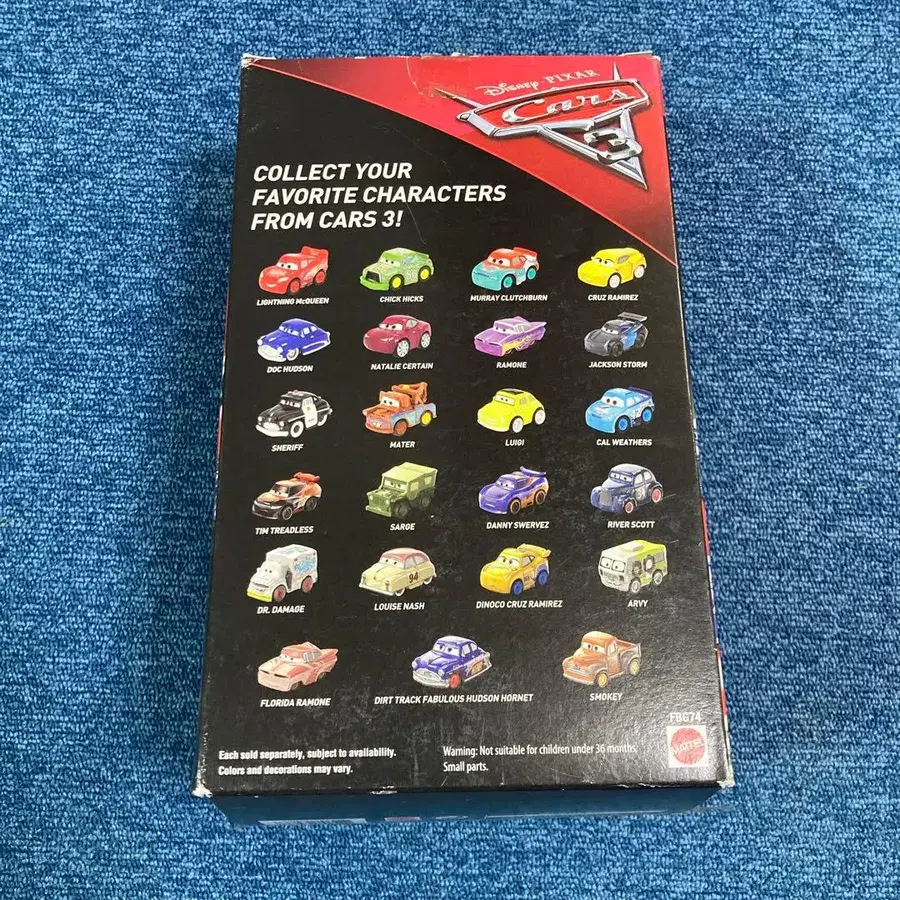 Disney PIXAR
Cars
3
COLLECT YOUR
FAVORITE CHARACTERS
FROM CARS 3!
LIGHTNING McQUEEN
CHICK HICKS
MURRAY CLUTCHBURN
CRUZ RAMIREZ
DOC HUDSON
NATALIE CERTAIN
RAMONE
JACKSON STORM
SHERIFF
MATER
LUIGI
CAL WEATHERS
TIM TREADLESS
SARGE
DANNY SWERVEZ
RIVER SCOTT
94
DR. DAMAGE
LOUISE NASH
DINOCO CRUZ RAMIREZ
ARVY
FLORIDA RAMONE
DIRT TRACK FABULOUS HUDSON HORNET
SMOKEY
FBG74
MATTEL
Each sold separately, subject to availability.
Colors and decorations may vary.
Warning: Not suitable for children under 36 months.
Small parts.